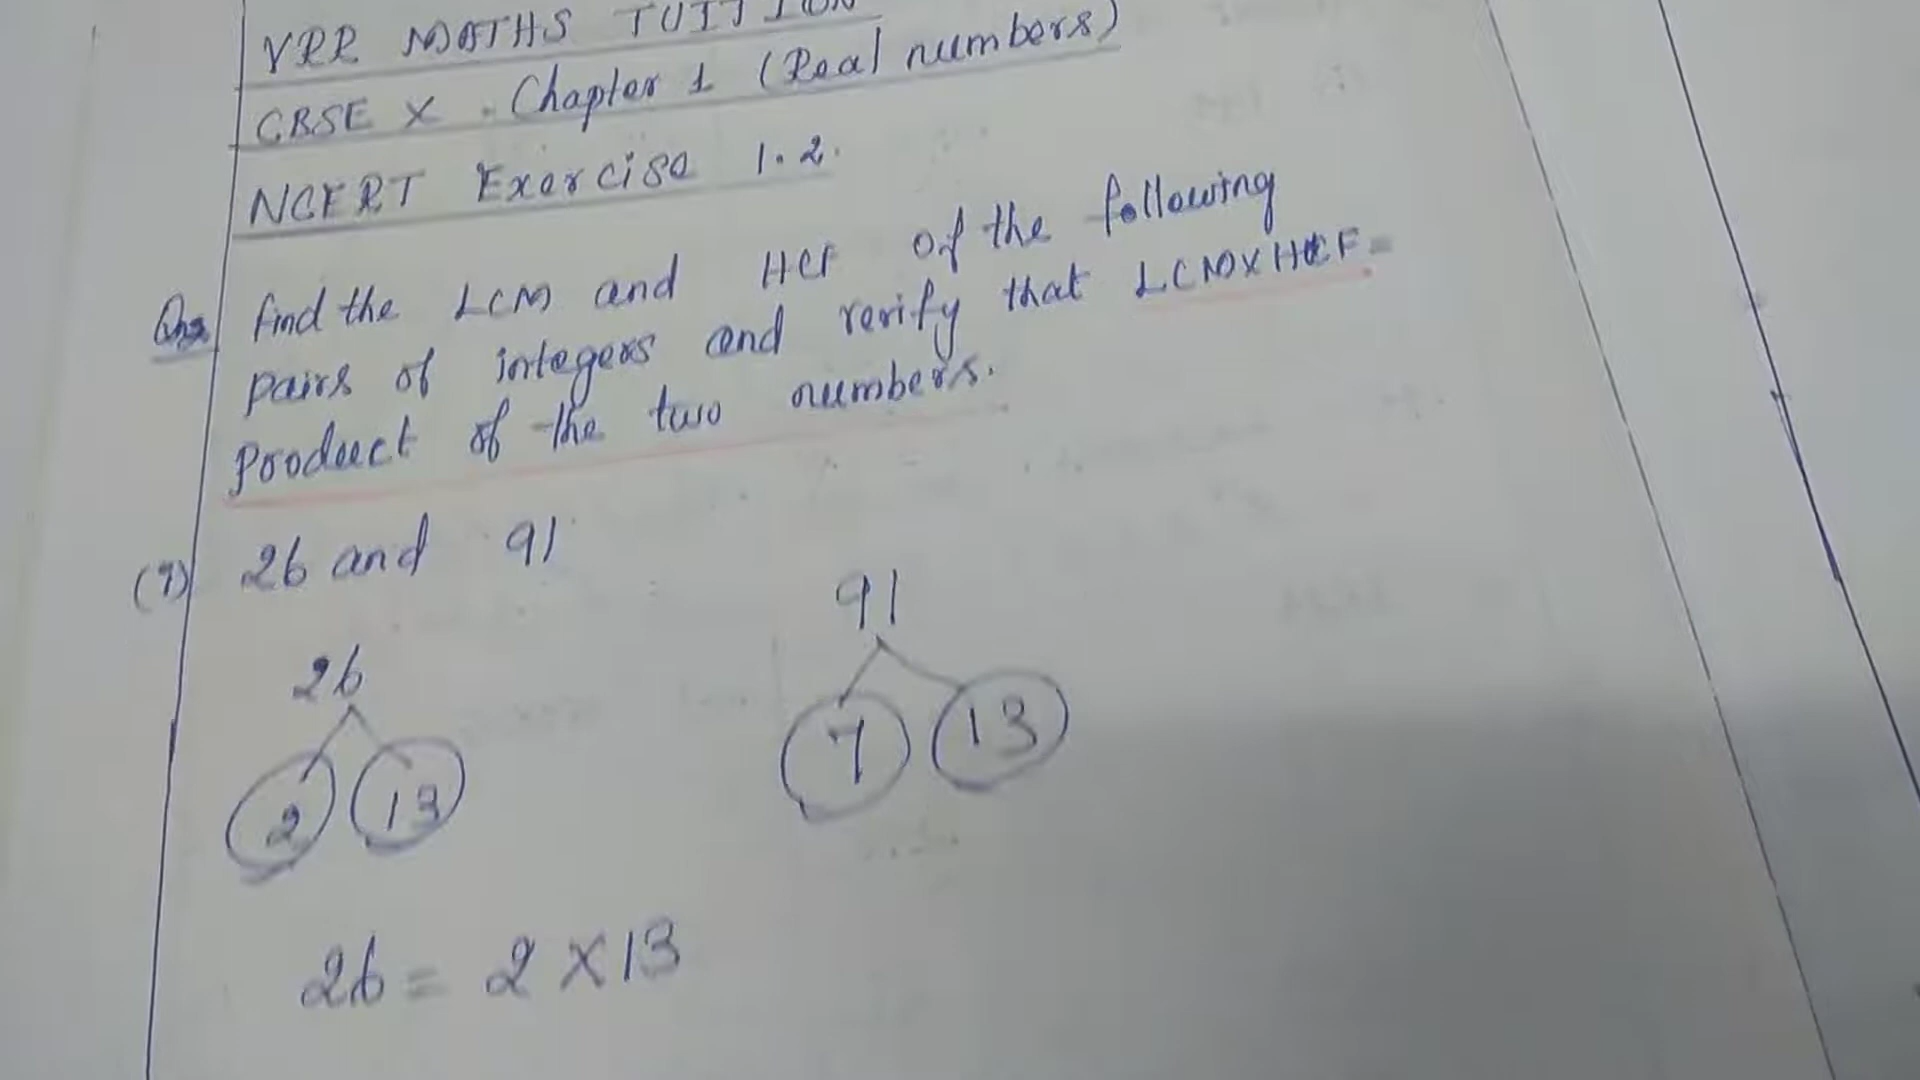 VRR MATHS TUITION
CBSE X. Chapter 1 (Real numbers)
NCERT Exercise 1.2.
find the LCM and HCF of the following
pairs of integers and verify that LCM×HCF=
product of the two numbers.
(i) 26 and 91
26
91
2 13
7 13
26 = 2 × 13